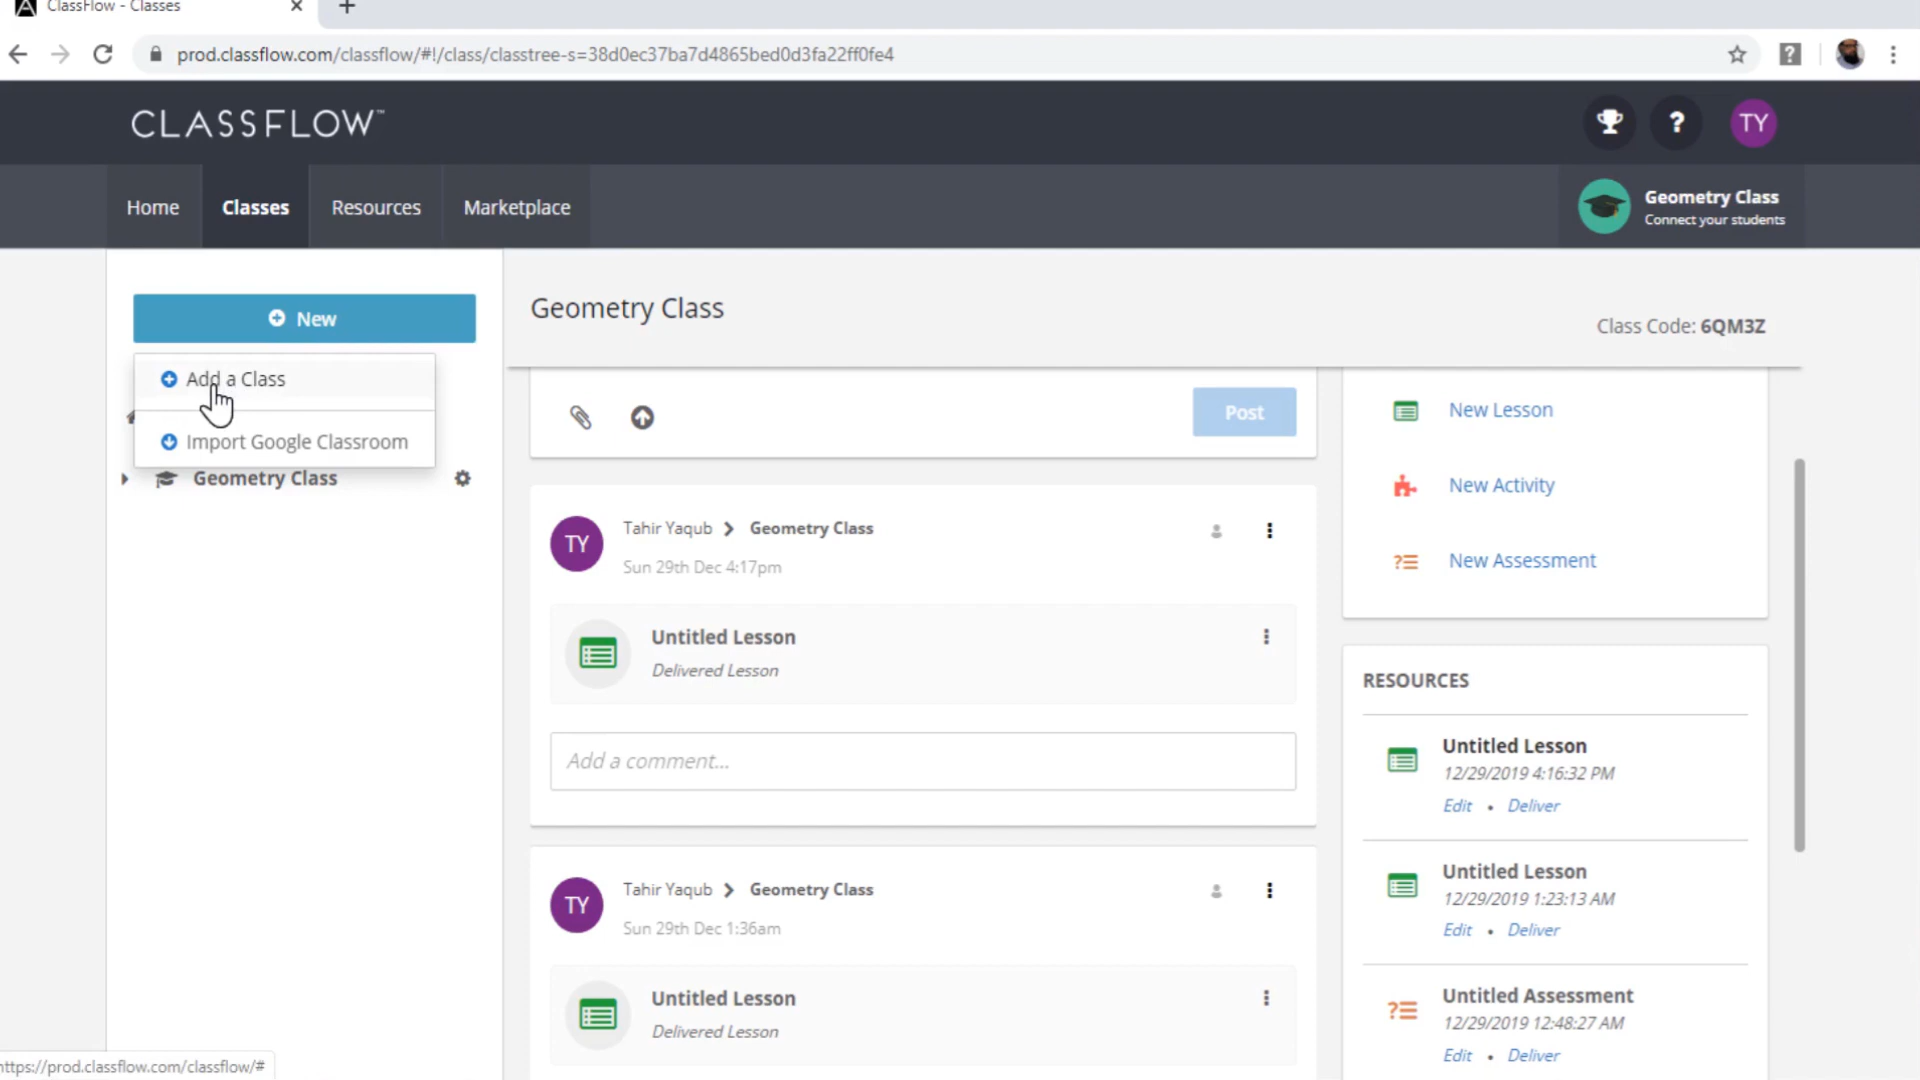 ClassFlow - Classes
prod.classflow.com/classflow/#!/class/classtree-s=38d0ec37ba7d4865bed0d3fa22ff0fe4
CLASSFLOW™
? TY
Home Classes Resources Marketplace
Geometry Class
Connect your students
New
Add a Class
Import Google Classroom
Geometry Class
Geometry Class
Class Code: 6QM3Z
Post
TY
Tahir Yaqub > Geometry Class
Sun 29th Dec 4:17pm
Untitled Lesson
Delivered Lesson
Add a comment...
TY
Tahir Yaqub > Geometry Class
Sun 29th Dec 1:36am
Untitled Lesson
Delivered Lesson
New Lesson
New Activity
New Assessment
RESOURCES
Untitled Lesson
12/29/2019 4:16:32 PM
Edit • Deliver
Untitled Lesson
12/29/2019 1:23:13 AM
Edit • Deliver
Untitled Assessment
12/29/2019 12:48:27 AM
Edit • Deliver
https://prod.classflow.com/classflow/#